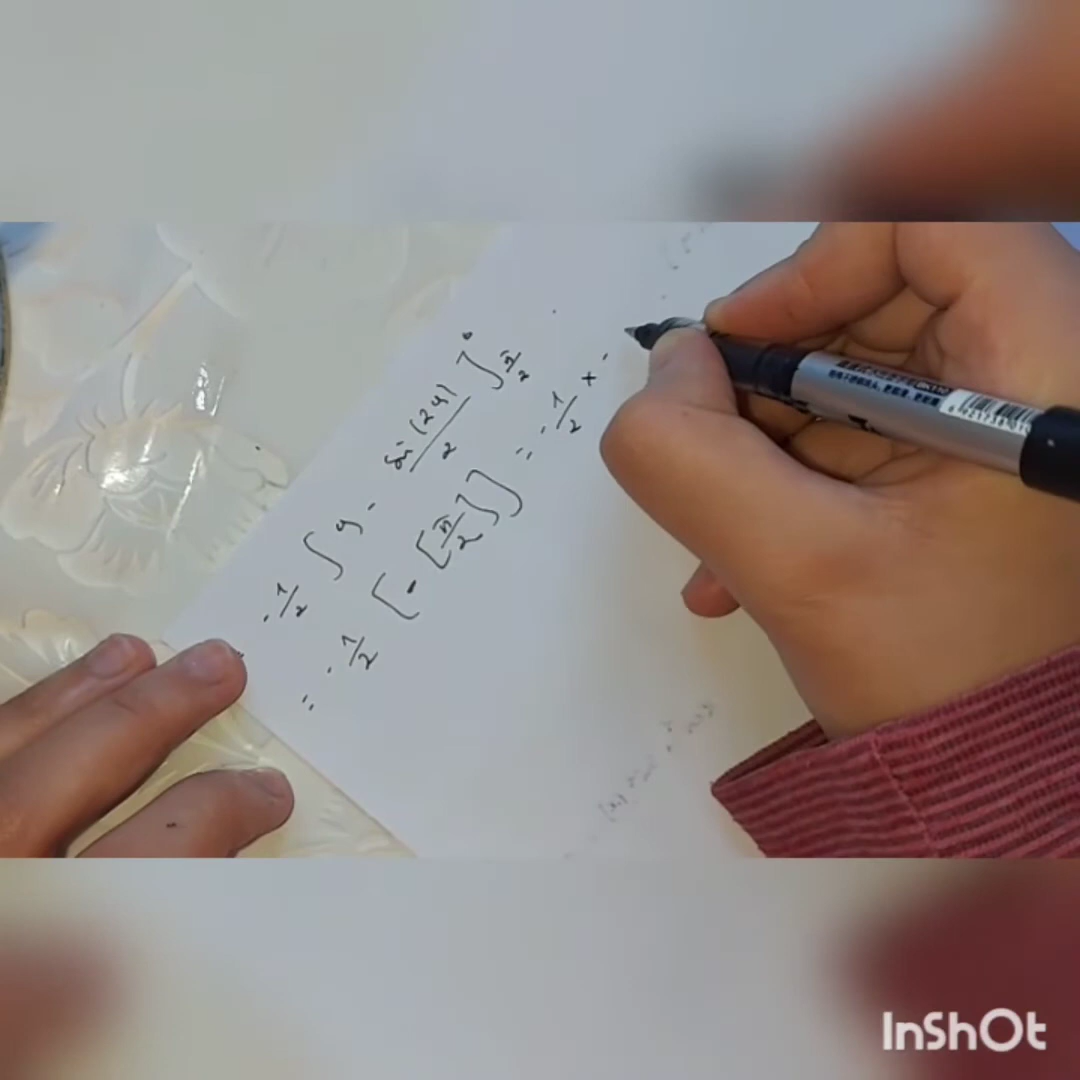 -1/2 [ y - sin(2y)/2 ]^0_{π/2}
= -1/2 [ - [π/2] ] = -1/2 × -
InShOt